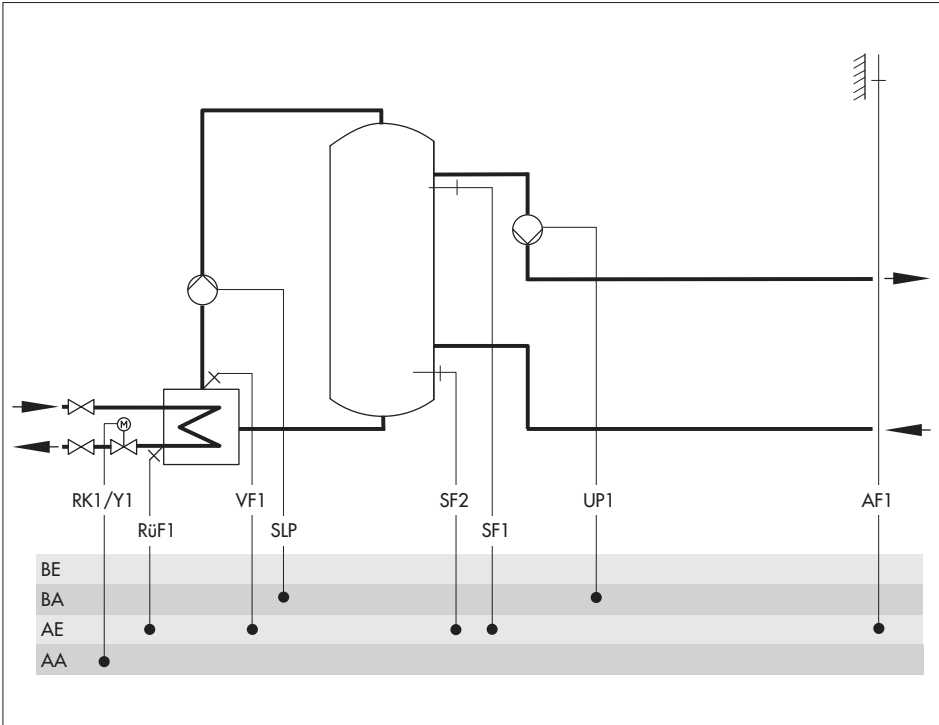 M
RK1/Y1 VF1 SF2 UP1 AF1
RüF1 SLP SF1
BE
BA
AE
AA